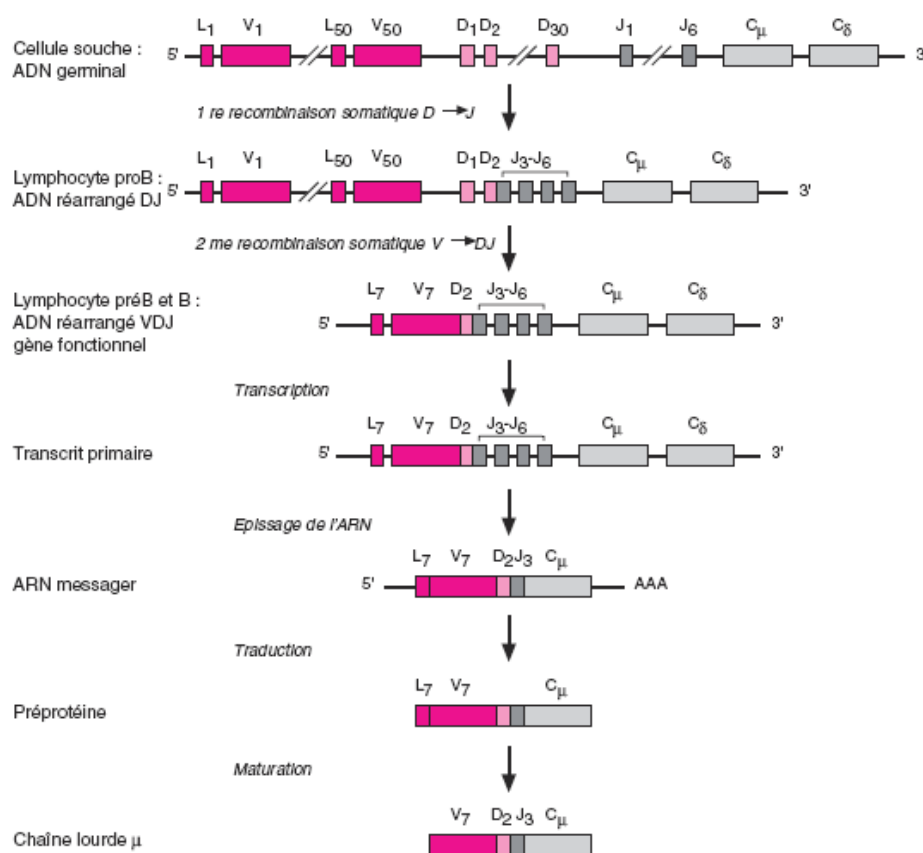 L1 V1 L50 V50 D1 D2 D30 J1 J6 Cμ Cδ
Cellule souche :
ADN germinal
5' 3'
1 re recombinaison somatique D → J
L1 V1 L50 V50 D1 D2 J3-J6 Cμ Cδ
Lymphocyte proB :
ADN réarrangé DJ
5' 3'
2 me recombinaison somatique V → DJ
L7 V7 D2 J3-J6 Cμ Cδ
Lymphocyte préB et B :
ADN réarrangé VDJ
gène fonctionnel
5' 3'
Transcription
L7 V7 D2 J3-J6 Cμ Cδ
Transcrit primaire
5' 3'
Epissage de l'ARN
L7 V7 D2 J3 Cμ
ARN messager
5' AAA
Traduction
L7 V7 Cμ
Préprotéine
Maturation
V7 D2 J3 Cμ
Chaîne lourde μ